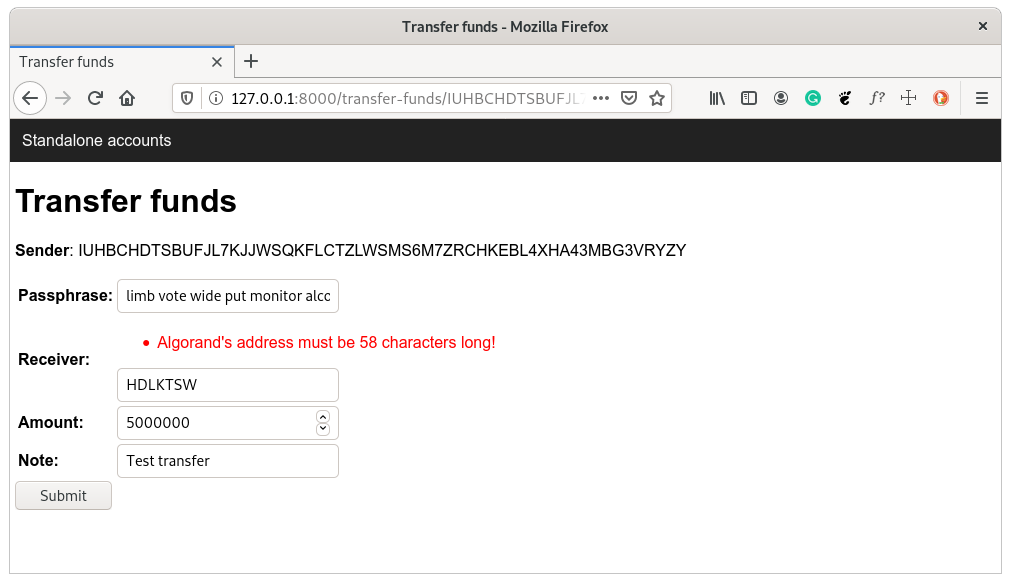 Transfer funds - Mozilla Firefox
Transfer funds
127.0.0.1:8000/transfer-funds/IUHBCHDTSBUFJL7
Standalone accounts
Transfer funds
Sender: IUHBCHDTSBUFJL7KJJWSQKFLCTZLWSMS6M7ZRCHKEBL4XHA43MBG3VRYZY
Passphrase: limb vote wide put monitor alcc
• Algorand's address must be 58 characters long!
Receiver:
HDLKTSW
Amount: 5000000
Note: Test transfer
Submit